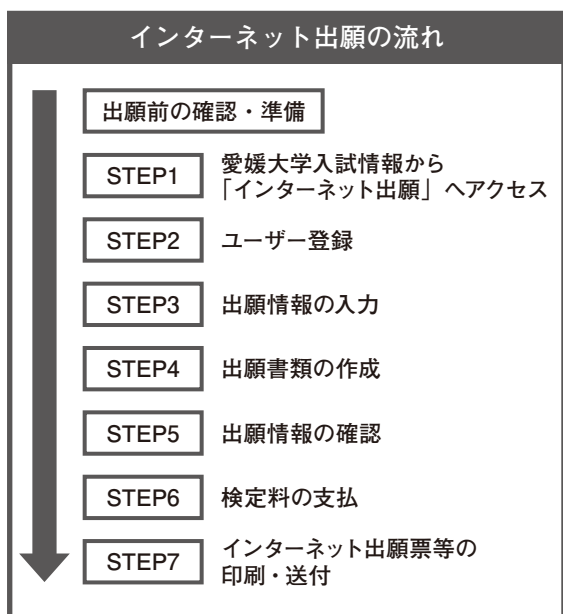 インターネット出願の流れ
出願前の確認・準備
STEP1
愛媛大学入試情報から
「インターネット出願」へアクセス
STEP2
ユーザー登録
STEP3
出願情報の入力
STEP4
出願書類の作成
STEP5
出願情報の確認
STEP6
検定料の支払
STEP7
インターネット出願票等の
印刷・送付